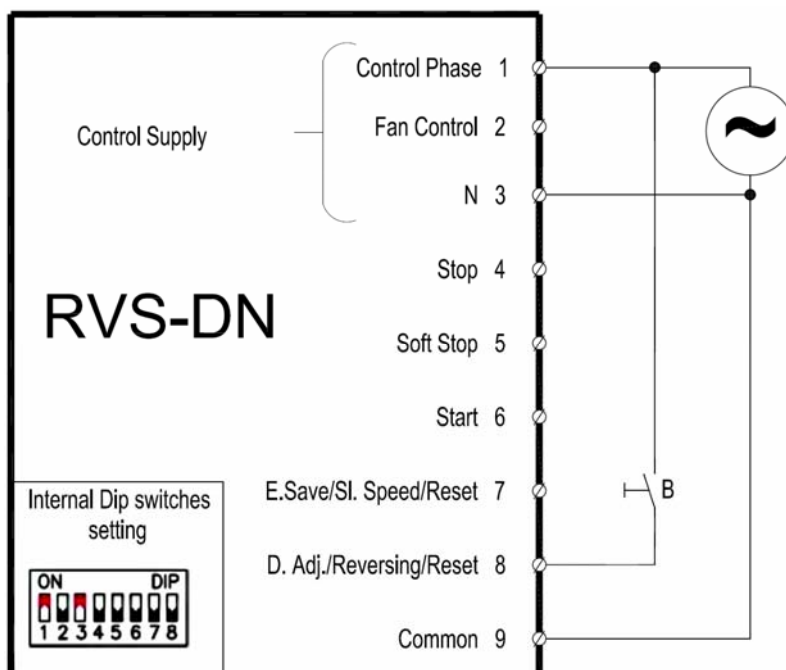 Control Phase 1
Fan Control 2
Control Supply
N 3
Stop 4
RVS-DN
Soft Stop 5
Start 6
E.Save/Sl. Speed/Reset 7
B
Internal Dip switches
setting
D. Adj./Reversing/Reset 8
ON DIP
1 2 3 4 5 6 7 8
Common 9